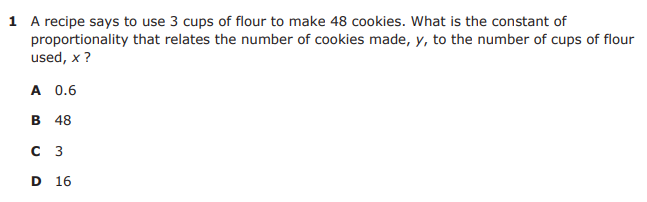 1 A recipe says to use 3 cups of flour to make 48 cookies. What is the constant of
proportionality that relates the number of cookies made, y, to the number of cups of flour
used, x?
A 0.6
B 48
C 3
D 16